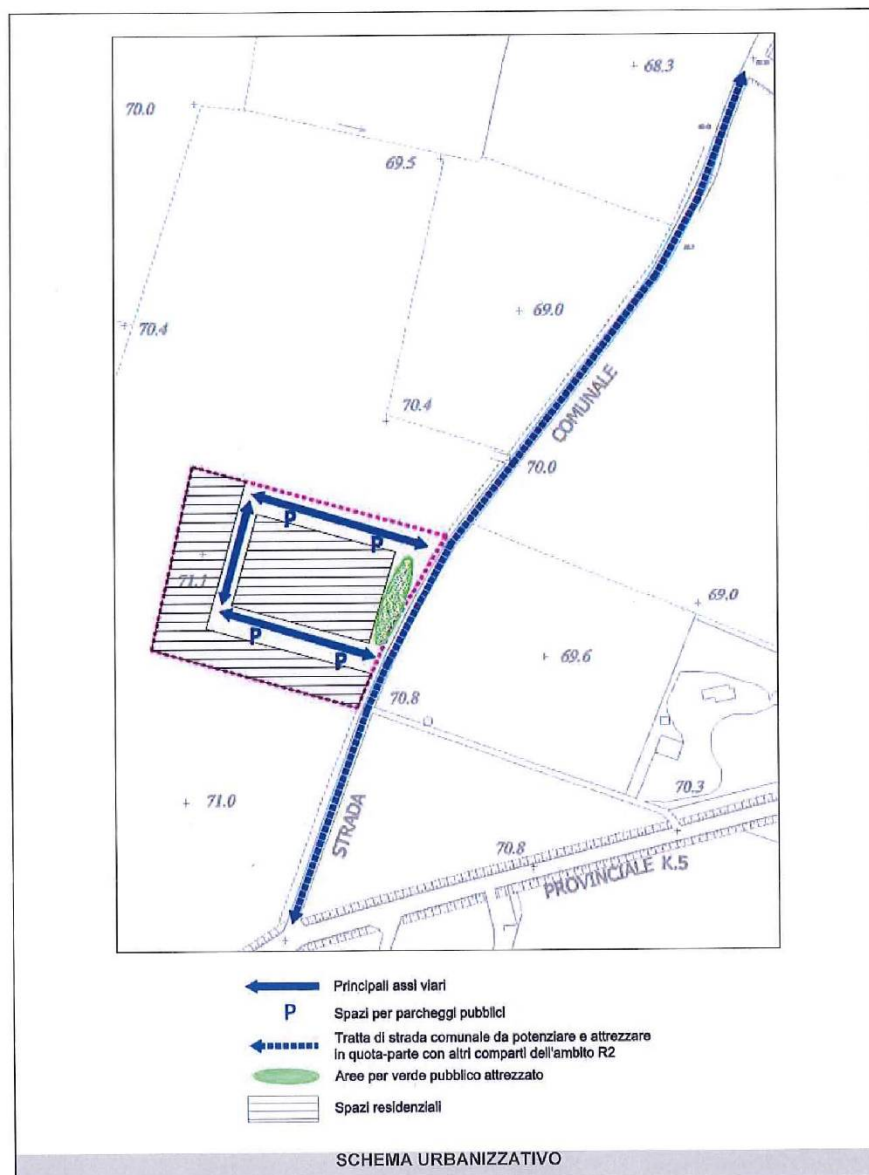 68.3
70.0
69.5
70.4
69.0
70.4
COMUNALE
70.0
P
P
71.1
69.0
P
P
69.6
70.8
71.0
70.3
STRADA
70.8
PROVINCIALE K.5
Principali assi viari
P Spazi per parcheggi pubblici
Tratta di strada comunale da potenziare e attrezzare
in quota-parte con altri comparti dell'ambito R2
Aree per verde pubblico attrezzato
Spazi residenziali
SCHEMA URBANIZZATIVO